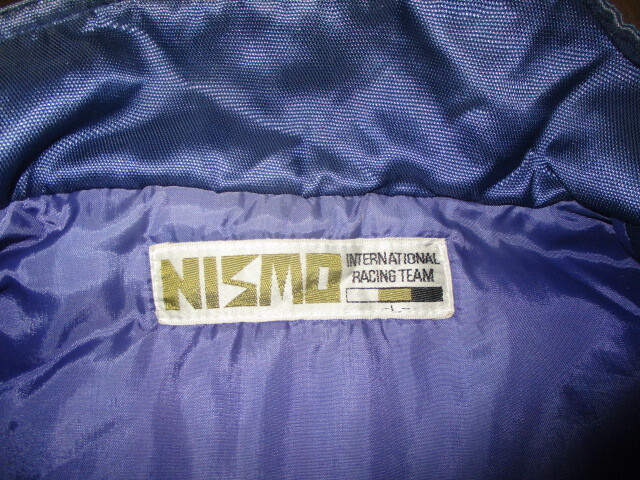 NISMO
INTERNATIONAL
RACING TEAM
-L-